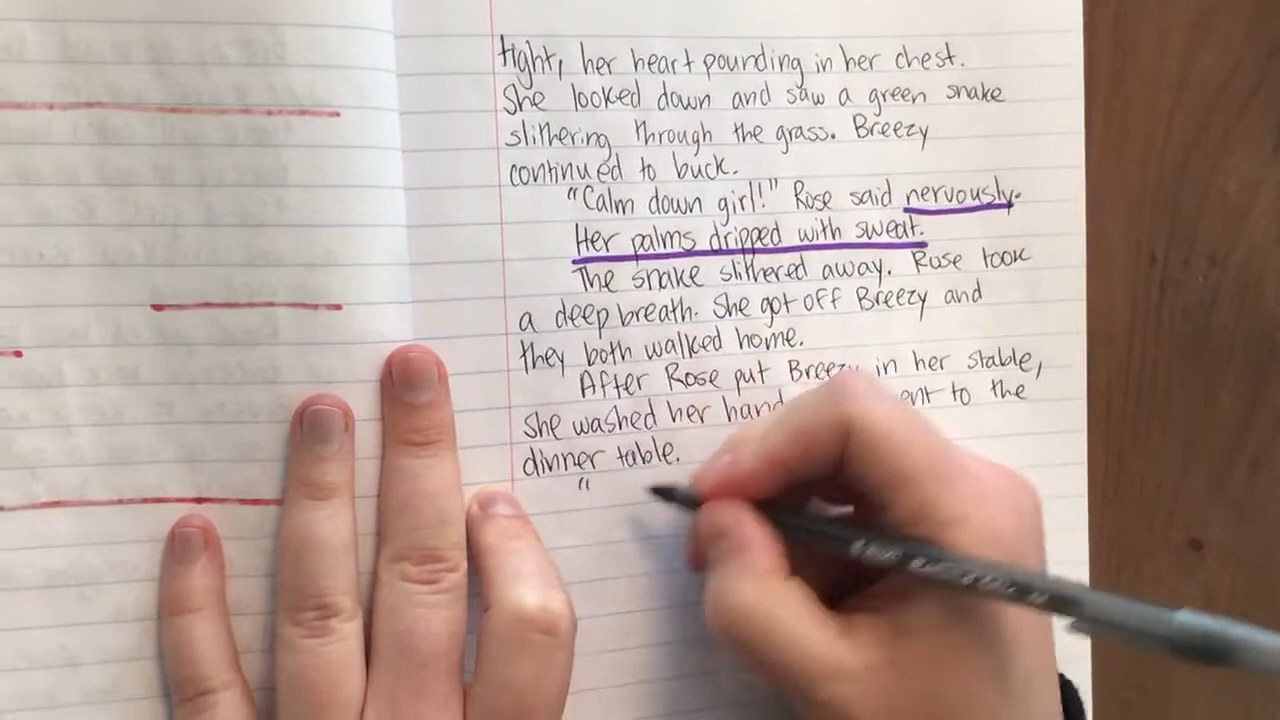 tight, her heart pounding in her chest.
She looked down and saw a green snake
slithering through the grass. Breezy
continued to buck.
"Calm down girl!" Rose said nervously.
Her palms dripped with sweat.
The snake slithered away. Rose took
a deep breath. She got off Breezy and
they both walked home.
After Rose put Breezy in her stable,
she washed her to the
dinner table.
"